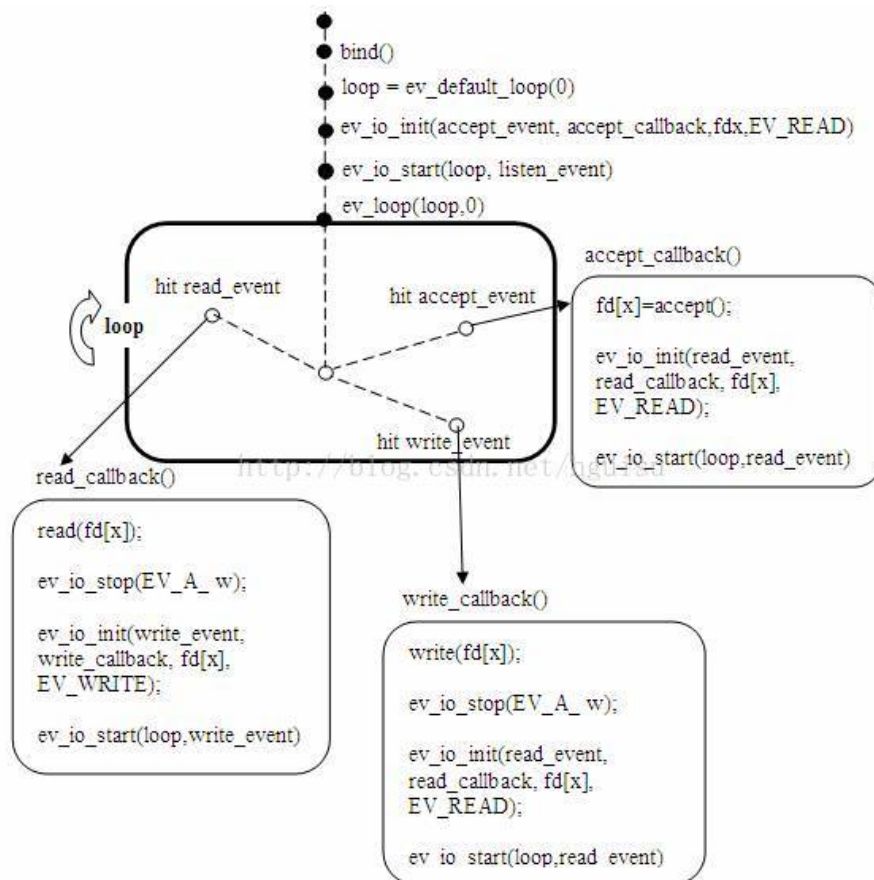 bind()
loop = ev_default_loop(0)
ev_io_init(accept_event, accept_callback,fdx,EV_READ)
ev_io_start(loop, listen_event)
ev_loop(loop,0)
hit read_event
hit accept_event
loop
hit write_event
accept_callback()
fd[x]=accept();
ev_io_init(read_event,
read_callback, fd[x],
EV_READ);
ev_io_start(loop,read_event)
read_callback()
read(fd[x]);
ev_io_stop(EV_A_ w);
ev_io_init(write_event,
write_callback, fd[x],
EV_WRITE);
ev_io_start(loop,write_event)
write_callback()
write(fd[x]);
ev_io_stop(EV_A_ w);
ev_io_init(read_event,
read_callback, fd[x],
EV_READ);
ev_io_start(loop,read_event)